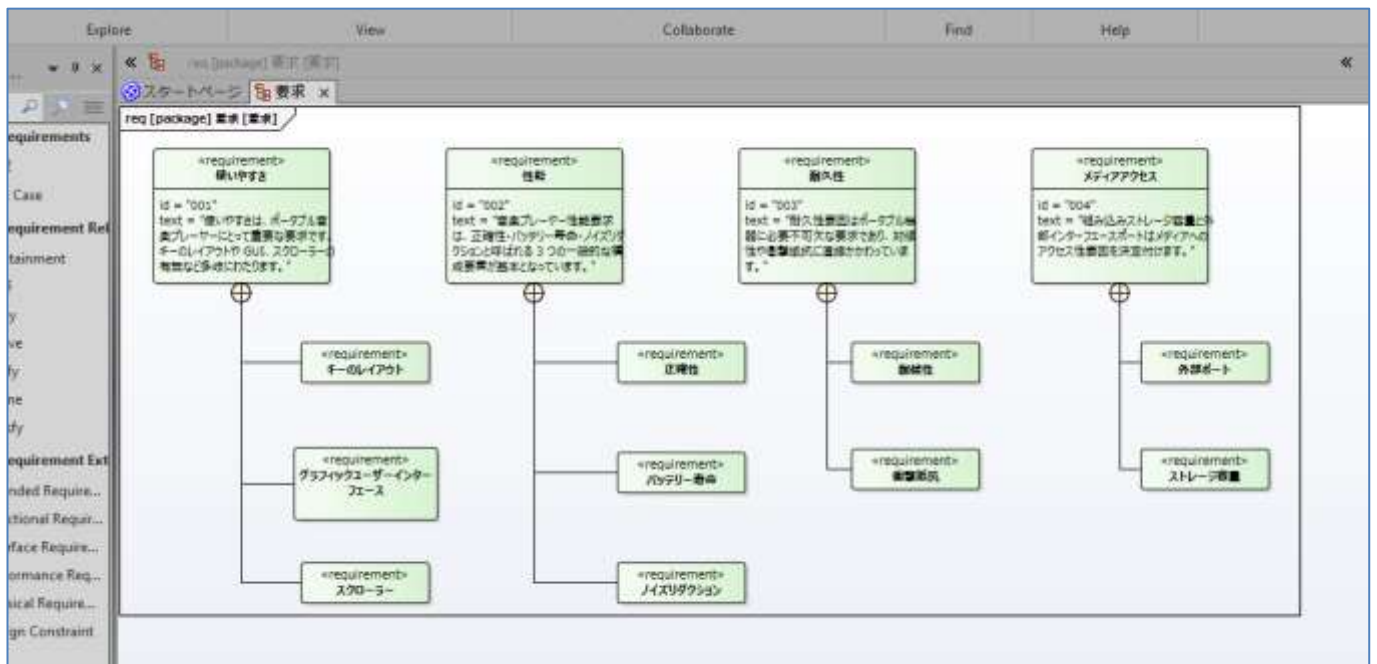 Explore View Collaborate Find Help
req [package] 要求 [要求]
スタートページ 要求
req [package] 要求 [要求]
equirements
Case
equirement Rel
tainment
ve
fy
ne
sfy
equirement Ext
nded Require...
ctional Requir...
rface Require...
ormance Req...
sical Require...
gn Constraint
«requirement»
使いやすさ
id = "001"
text = "使いやすさは、ポータブル音
楽プレーヤーにとって重要な要求です。
キーのレイアウトや GUI、スクローラーの
有無など多岐にわたります。"
«requirement»
キーのレイアウト
«requirement»
グラフィックユーザーインター
フェース
«requirement»
スクローラー
«requirement»
性能
id = "002"
text = "音楽プレーヤー性能要求
は、正確性・バッテリー寿命・ノイズリダ
クションと呼ばれる 3 つの一般的な構
成要素が基本となっています。"
«requirement»
正確性
«requirement»
バッテリー寿命
«requirement»
ノイズリダクション
«requirement»
耐久性
id = "003"
text = "耐久性要因はポータブル機
器に必要不可欠な要求であり、
性や衝撃抵抗に直接かかわっていま
す。"
«requirement»
«requirement»
衝撃抵抗
«requirement»
メディアアクセス
id = "004"
text = "組み込みストレージ容量と外
部インターフェースポートはメディアへの
アクセス性要因を決定付けます。"
«requirement»
外部ポート
«requirement»
ストレージ容量